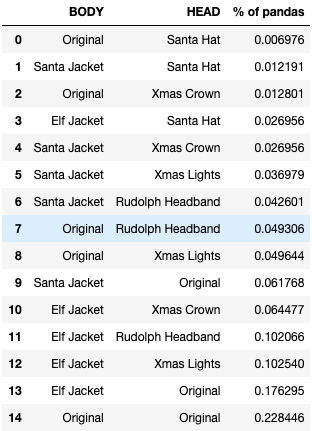 BODY HEAD % of pandas
0 Original Santa Hat 0.006976
1 Santa Jacket Santa Hat 0.012191
2 Original Xmas Crown 0.012801
3 Elf Jacket Santa Hat 0.026956
4 Santa Jacket Xmas Crown 0.026956
5 Santa Jacket Xmas Lights 0.036979
6 Santa Jacket Rudolph Headband 0.042601
7 Original Rudolph Headband 0.049306
8 Original Xmas Lights 0.049644
9 Santa Jacket Original 0.061768
10 Elf Jacket Xmas Crown 0.064477
11 Elf Jacket Rudolph Headband 0.102066
12 Elf Jacket Xmas Lights 0.102540
13 Elf Jacket Original 0.176295
14 Original Original 0.228446